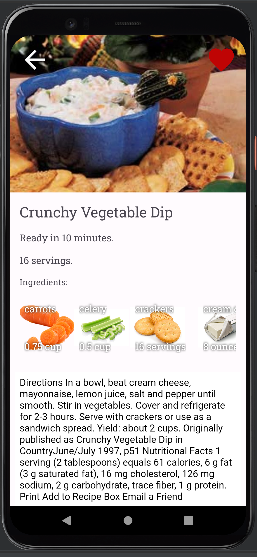 Crunchy Vegetable Dip
Ready in 10 minutes.
16 servings.
Ingredients:
carrots celery crackers cream
0.75 cup 0.5 cup 16 servings 8 ounce
Directions In a bowl, beat cream cheese,
mayonnaise, lemon juice, salt and pepper until
smooth. Stir in vegetables. Cover and refrigerate
for 2-3 hours. Serve with crackers or use as a
sandwich spread. Yield: about 2 cups. Originally
published as Crunchy Vegetable Dip in
CountryJune/July 1997, p51 Nutritional Facts 1
serving (2 tablespoons) equals 61 calories, 6 g fat
(3 g saturated fat), 16 mg cholesterol, 126 mg
sodium, 2 g carbohydrate, trace fiber, 1 g protein.
Print Add to Recipe Box Email a Friend